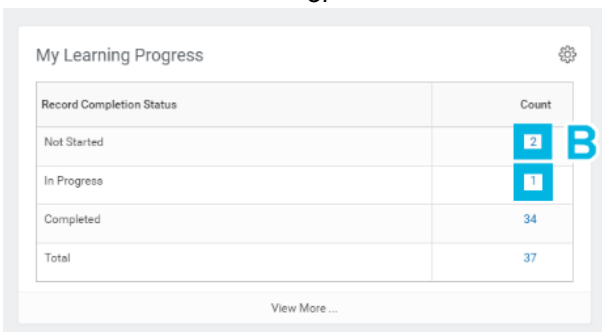 or
My Learning Progress
Record Completion Status Count
Not Started 2 B
In Progress 1
Completed 34
Total 37
View More ...